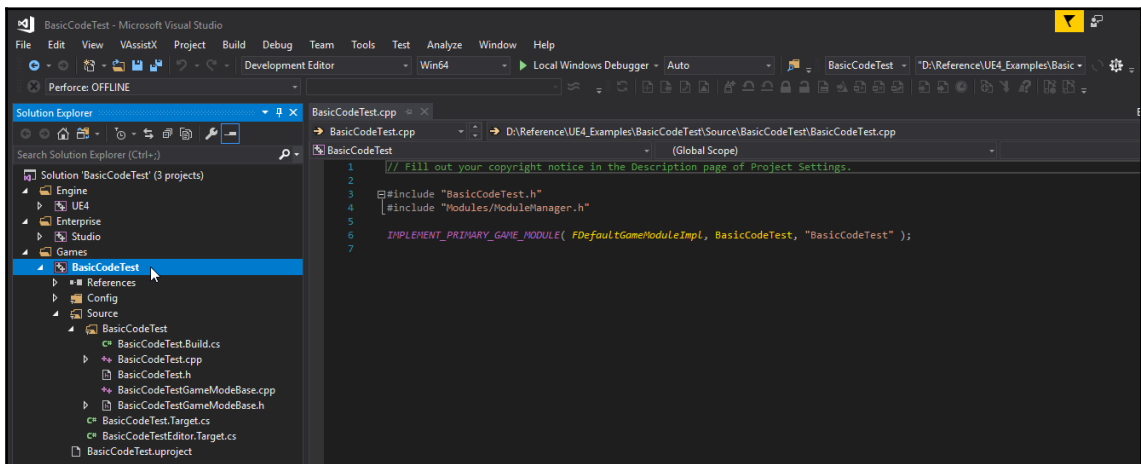 BasicCodeTest - Microsoft Visual Studio
File Edit View VAssistX Project Build Debug Team Tools Test Analyze Window Help
Development Editor Win64 Local Windows Debugger Auto BasicCodeTest "D:\Reference\UE4_Examples\Basic
Perforce: OFFLINE
Solution Explorer
BasicCodeTest.cpp
BasicCodeTest.cpp D:\Reference\UE4_Examples\BasicCodeTest\Source\BasicCodeTest\BasicCodeTest.cpp
Search Solution Explorer (Ctrl+;)
BasicCodeTest (Global Scope)
Solution 'BasicCodeTest' (3 projects)
Engine
UE4
Enterprise
Studio
Games
BasicCodeTest
References
Config
Source
BasicCodeTest
BasicCodeTest.Build.cs
BasicCodeTest.cpp
BasicCodeTest.h
BasicCodeTestGameModeBase.cpp
BasicCodeTestGameModeBase.h
BasicCodeTest.Target.cs
BasicCodeTestEditor.Target.cs
BasicCodeTest.uproject
1 // Fill out your copyright notice in the Description page of Project Settings.
2
3 #include "BasicCodeTest.h"
4 #include "Modules/ModuleManager.h"
5
6 IMPLEMENT_PRIMARY_GAME_MODULE( FDefaultGameModuleImpl, BasicCodeTest, "BasicCodeTest" );
7